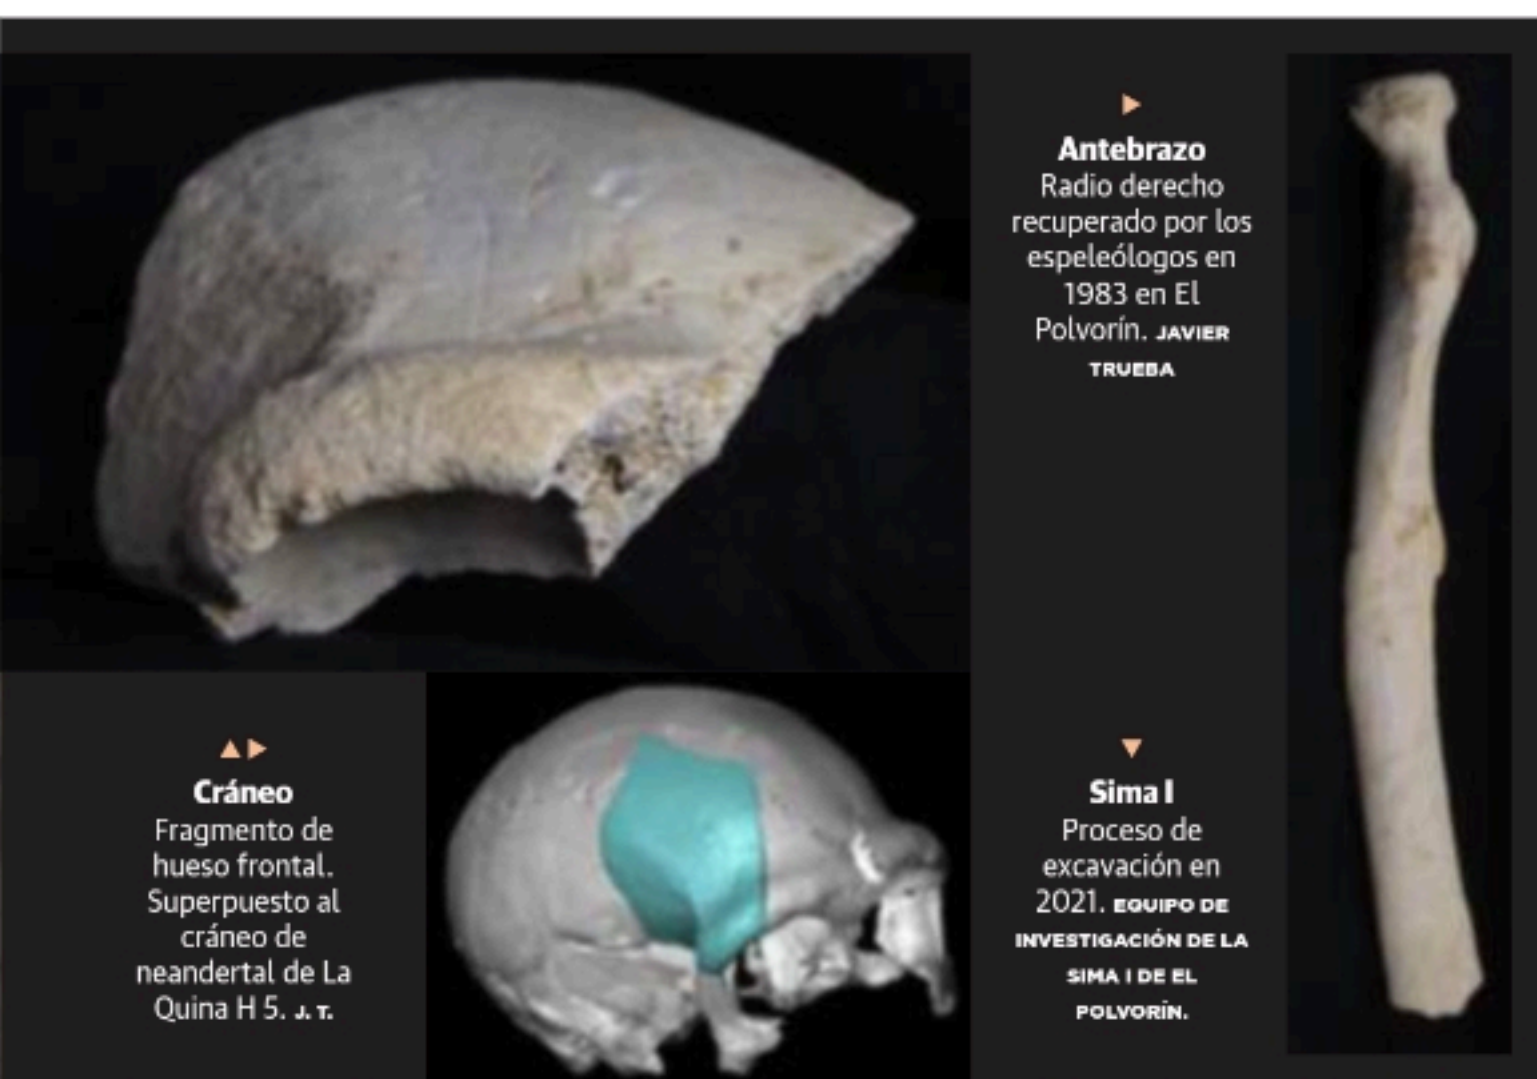 Antebrazo
Radio derecho
recuperado por los
espeleólogos en
1983 en El
Polvorín. JAVIER
TRUEBA
Cráneo
Fragmento de
hueso frontal.
Superpuesto al
cráneo de
neandertal de La
Quina H 5. J. T.
Sima I
Proceso de
excavación en
2021. EQUIPO DE
INVESTIGACIÓN DE LA
SIMA I DE EL
POLVORÍN.